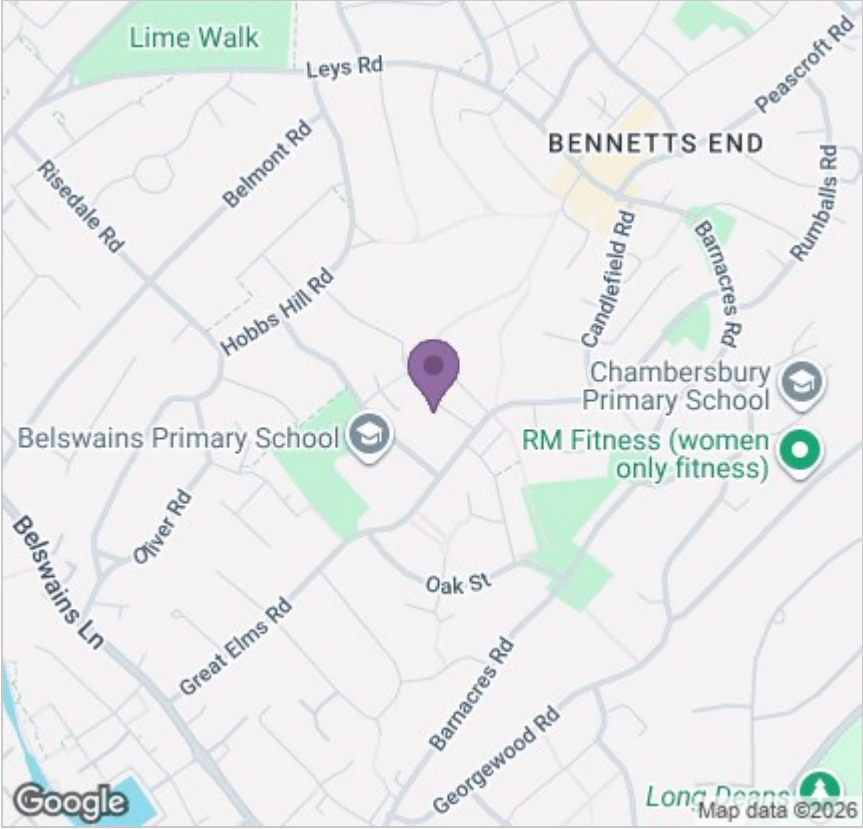 Lime Walk
Leys Rd
Peascroft Rd
BENNETTS END
Belmont Rd
Risedale Rd
Rumballs Rd
Candlefield Rd
Barnacres Rd
Hobbs Hill Rd
Chambersbury
Primary School
Belswains Primary School
RM Fitness (women
only fitness)
Oliver Rd
Belswains Ln
Oak St
Great Elms Rd
Barnacres Rd
Georgewood Rd
Long Deans
Google
Map data ©2026